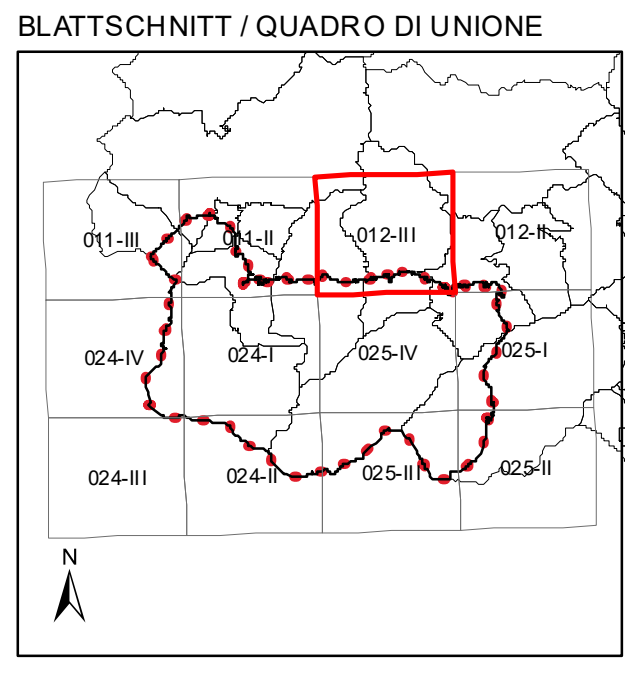 BLATTSCHNITT / QUADRO DI UNIONE
011-III
011-II
012-III
012-II
024-IV
024-I
025-IV
025-I
024-III
024-II
025-III
025-II
N